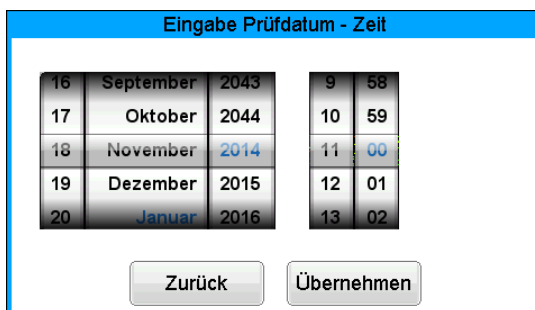 Eingabe Prüfdatum - Zeit
16 September 2043 9 58
17 Oktober 2044 10 59
18 November 2014 11 00
19 Dezember 2015 12 01
20 Januar 2016 13 02
Zurück Übernehmen